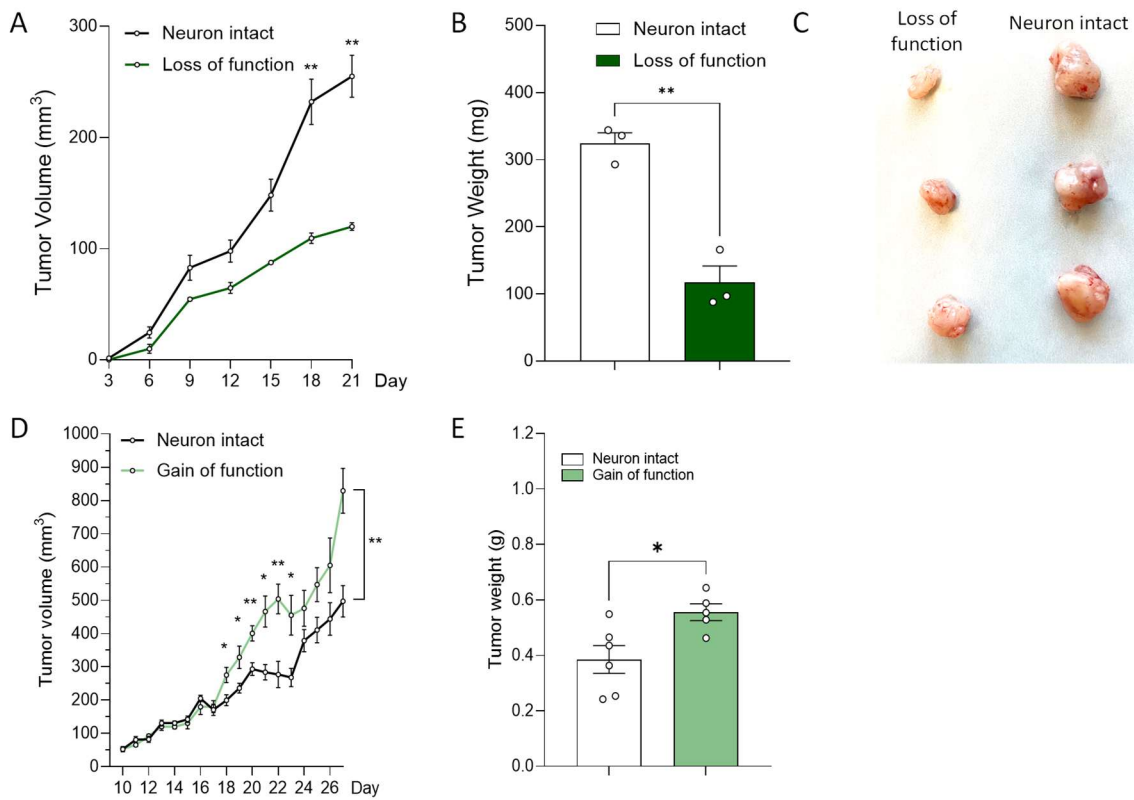 A
Neuron intact
Loss of function
Tumor Volume (mm³)
300
200
100
0
**
**
3 6 9 12 15 18 21 Day
B
Neuron intact
Loss of function
Tumor Weight (mg)
500
400
300
200
100
0
**
C
Loss of
function
Neuron intact
D
Neuron intact
Gain of function
Tumor volume (mm³)
1000
900
800
700
600
500
400
300
200
100
0
*
*
**
*
**
*
**
10 12 14 16 18 20 22 24 26 Day
E
Neuron intact
Gain of function
Tumor weight (g)
1.2
1.0
0.8
0.6
0.4
0.2
0.0
*